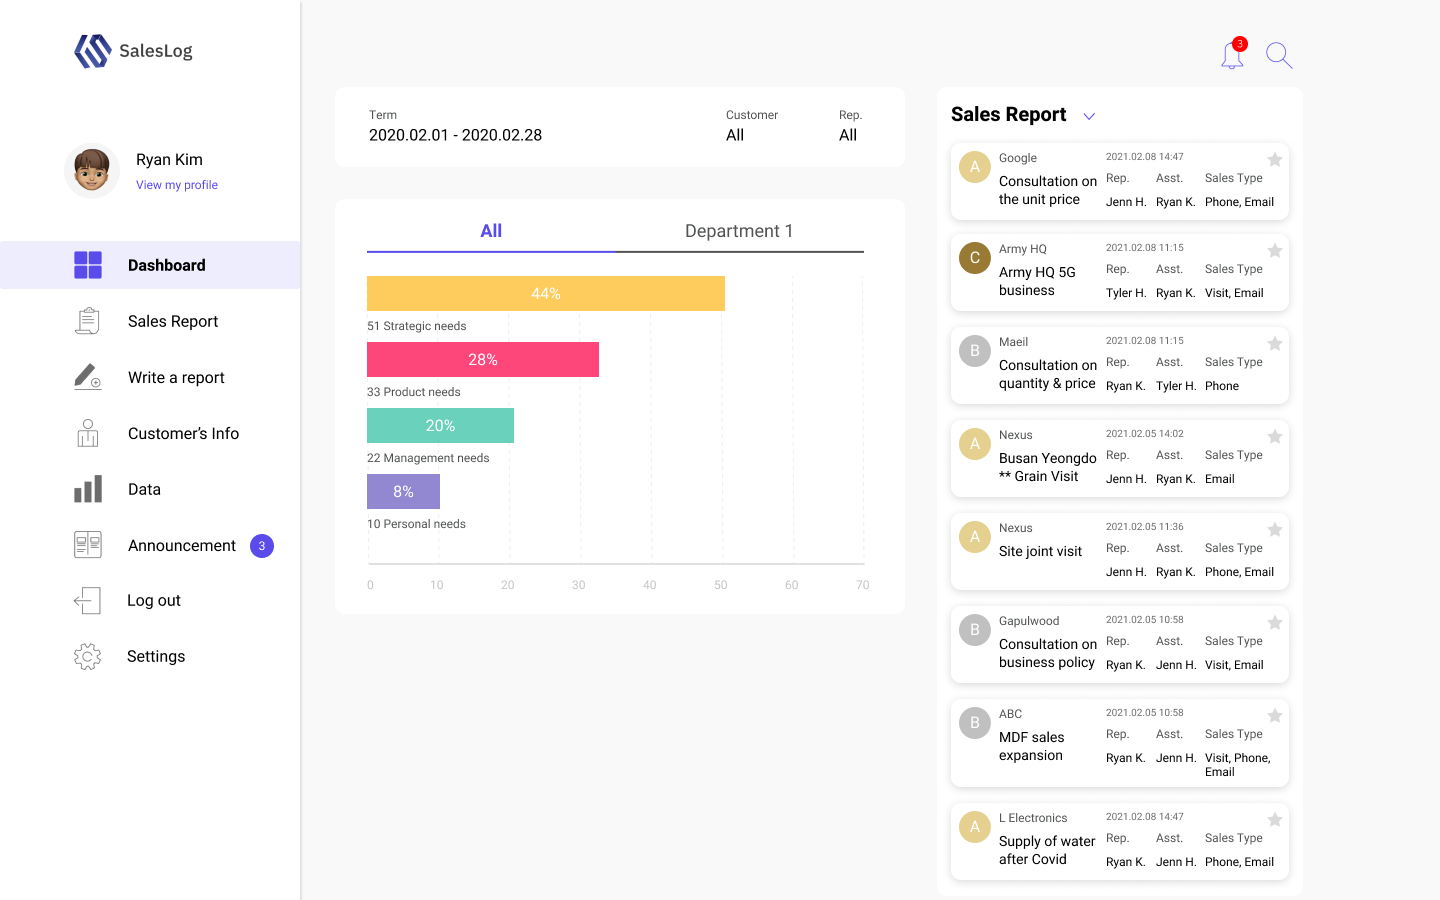 SalesLog
Ryan Kim
View my profile
Dashboard
Sales Report
Write a report
Customer’s Info
Data
Announcement 3
Log out
Settings
3
Term
2020.02.01 - 2020.02.28
Customer
All
Rep.
All
All
Department 1
44%
51 Strategic needs
28%
33 Product needs
20%
22 Management needs
8%
10 Personal needs
0 10 20 30 40 50 60 70
Sales Report
A
Google
Consultation on
the unit price
2021.02.08 14:47
Rep. Asst. Sales Type
Jenn H. Ryan K. Phone, Email
C
Army HQ
Army HQ 5G
business
2021.02.08 11:15
Rep. Asst. Sales Type
Tyler H. Ryan K. Visit, Email
B
Maeil
Consultation on
quantity & price
2021.02.08 11:15
Rep. Asst. Sales Type
Ryan K. Tyler H. Phone
A
Nexus
Busan Yeongdo
** Grain Visit
2021.02.05 14:02
Rep. Asst. Sales Type
Jenn H. Ryan K. Email
A
Nexus
Site joint visit
2021.02.05 11:36
Rep. Asst. Sales Type
Jenn H. Ryan K. Phone, Email
B
Gapulwood
Consultation on
business policy
2021.02.05 10:58
Rep. Asst. Sales Type
Ryan K. Jenn H. Visit, Email
B
ABC
MDF sales
expansion
2021.02.05 10:58
Rep. Asst. Sales Type
Ryan K. Jenn H. Visit, Phone,
Email
A
L Electronics
Supply of water
after Covid
2021.02.08 14:47
Rep. Asst. Sales Type
Ryan K. Jenn H. Phone, Email